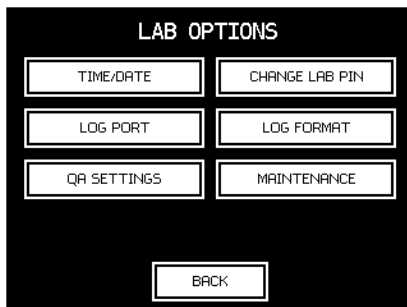 LAB OPTIONS
TIME/DATE CHANGE LAB PIN
LOG PORT LOG FORMAT
QA SETTINGS MAINTENANCE
BACK